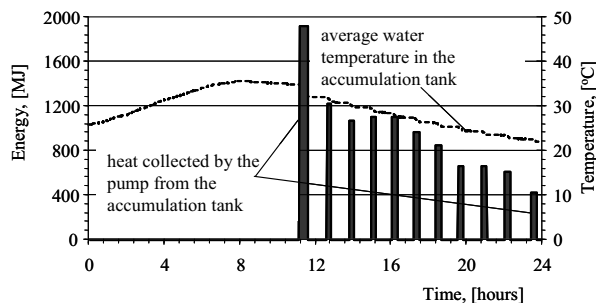 Energy, [MJ]
2000
1600
1200
800
400
0
average water
temperature in the
accumulation tank
heat collected by the
pump from the
accumulation tank
50
40
30
20
10
0
Temperature, [°C]
0 4 8 12 16 20 24
Time, [hours]